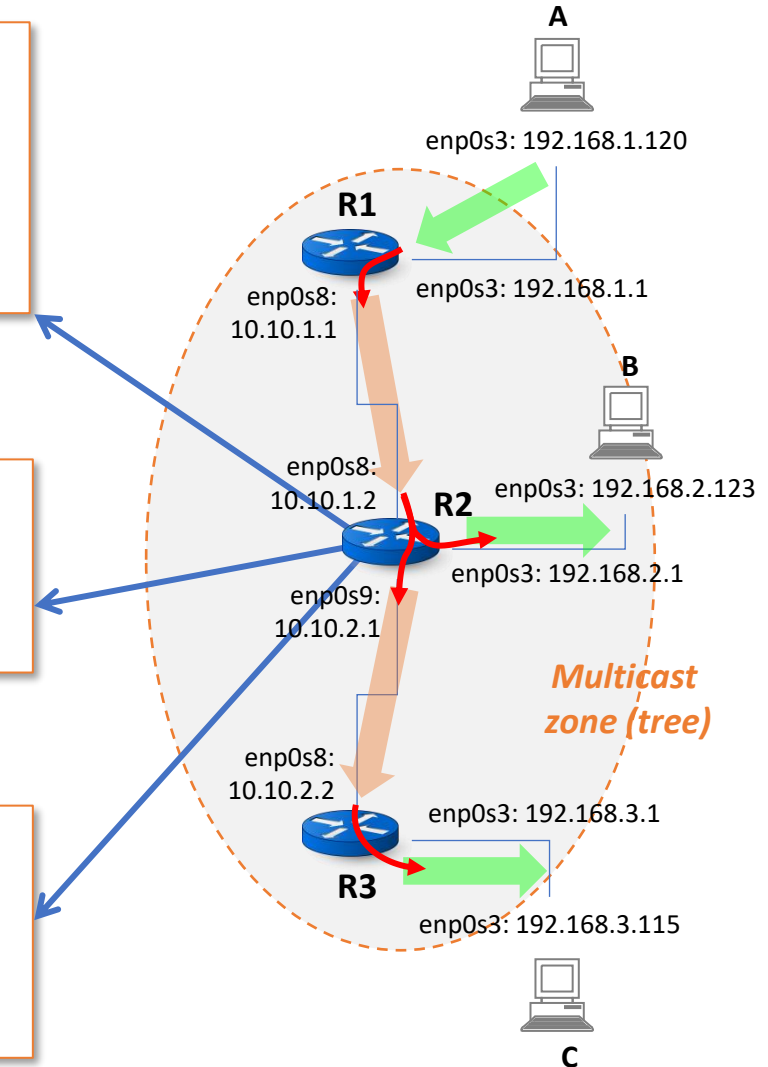 A
enp0s3: 192.168.1.120
R1
enp0s8:
10.10.1.1
enp0s3: 192.168.1.1
B
enp0s8:
10.10.1.2
enp0s3: 192.168.2.123
R2
enp0s3: 192.168.2.1
enp0s9:
10.10.2.1
Multicast
zone (tree)
enp0s8:
10.10.2.2
enp0s3: 192.168.3.1
R3
enp0s3: 192.168.3.115
C